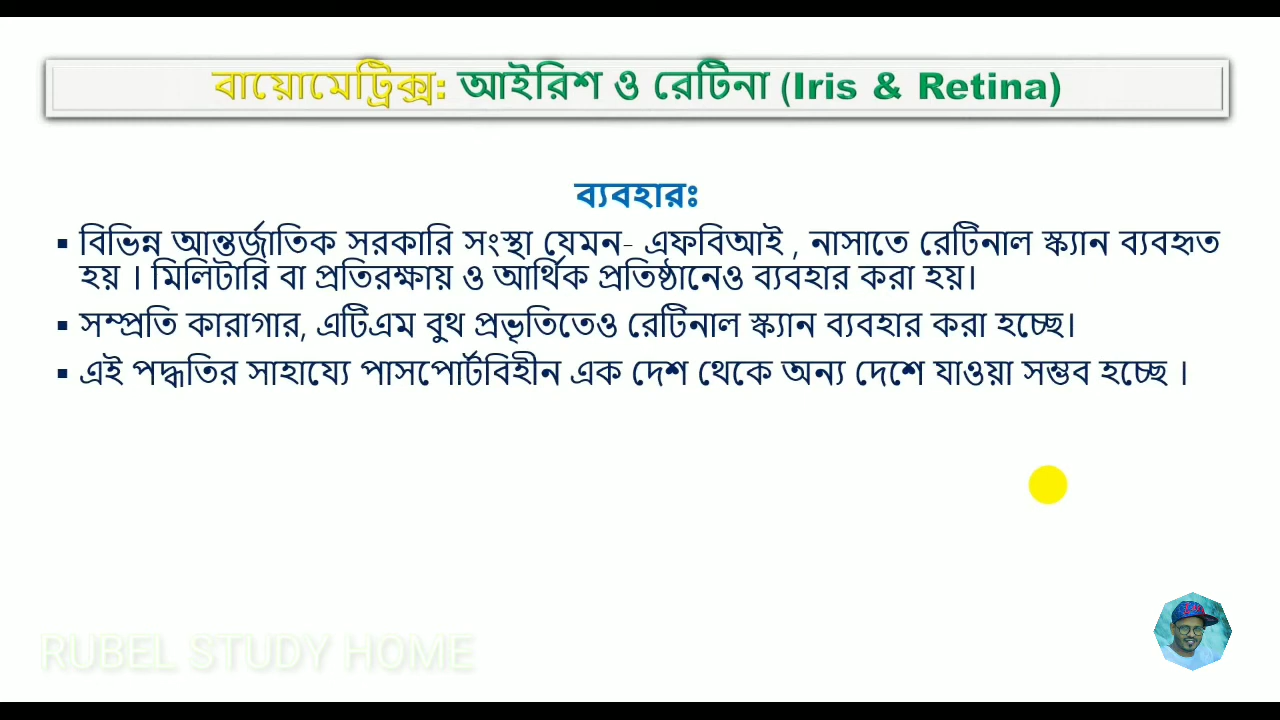 বায়োমেট্রিক্স: আইরিশ ও রেটিনা (Iris & Retina)
ব্যবহারঃ
▪ বিভিন্ন আন্তর্জাতিক সরকারি সংস্থা যেমন- এফবিআই , নাসাতে রেটিনাল স্ক্যান ব্যবহৃত
হয় । মিলিটারি বা প্রতিরক্ষায় ও আর্থিক প্রতিষ্ঠানেও ব্যবহার করা হয়।
▪ সম্প্রতি কারাগার, এটিএম বুথ প্রভৃতিতেও রেটিনাল স্ক্যান ব্যবহার করা হচ্ছে।
▪ এই পদ্ধতির সাহায্যে পাসপোর্টবিহীন এক দেশ থেকে অন্য দেশে যাওয়া সম্ভব হচ্ছে ।
RUBEL STUDY HOME